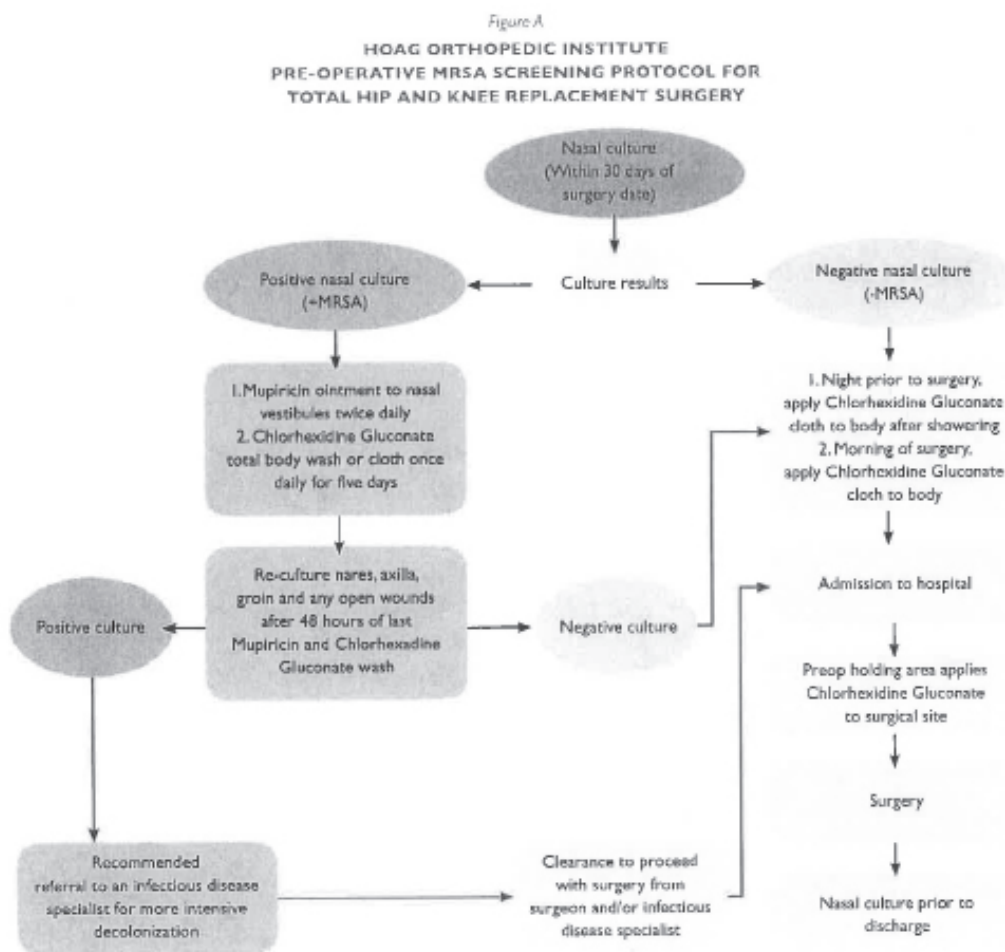 Figure A
HOAG ORTHOPEDIC INSTITUTE
PRE-OPERATIVE MRSA SCREENING PROTOCOL FOR
TOTAL HIP AND KNEE REPLACEMENT SURGERY
Nasal culture
(Within 30 days of
surgery date)
Positive nasal culture
(+MRSA)
Culture results
Negative nasal culture
(-MRSA)
1. Mupiricin ointment to nasal
vestibules twice daily
2. Chlorhexidine Gluconate
total body wash or cloth once
daily for five days
1. Night prior to surgery,
apply Chlorhexidine Gluconate
cloth to body after showering
2. Morning of surgery,
apply Chlorhexidine Gluconate
cloth to body
Positive culture
Re-culture nares, axilla,
groin and any open wounds
after 48 hours of last
Mupiricin and Chlorhexadine
Gluconate wash
Negative culture
Admission to hospital
Preop holding area applies
Chlorhexidine Gluconate
to surgical site
Surgery
Recommended
referral to an infectious disease
specialist for more intensive
decolonization
Clearance to proceed
with surgery from
surgeon and/or infectious
disease specialist
Nasal culture prior to
discharge